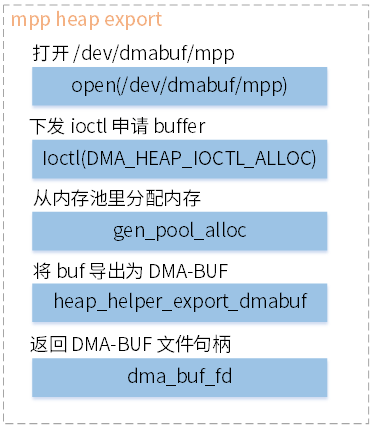 mpp heap export
打开 /dev/dmabuf/mpp
open(/dev/dmabuf/mpp)
下发 ioctl 申请 buffer
Ioctl(DMA_HEAP_IOCTL_ALLOC)
从内存池里分配内存
gen_pool_alloc
将 buf 导出为 DMA-BUF
heap_helper_export_dmabuf
返回 DMA-BUF 文件句柄
dma_buf_fd